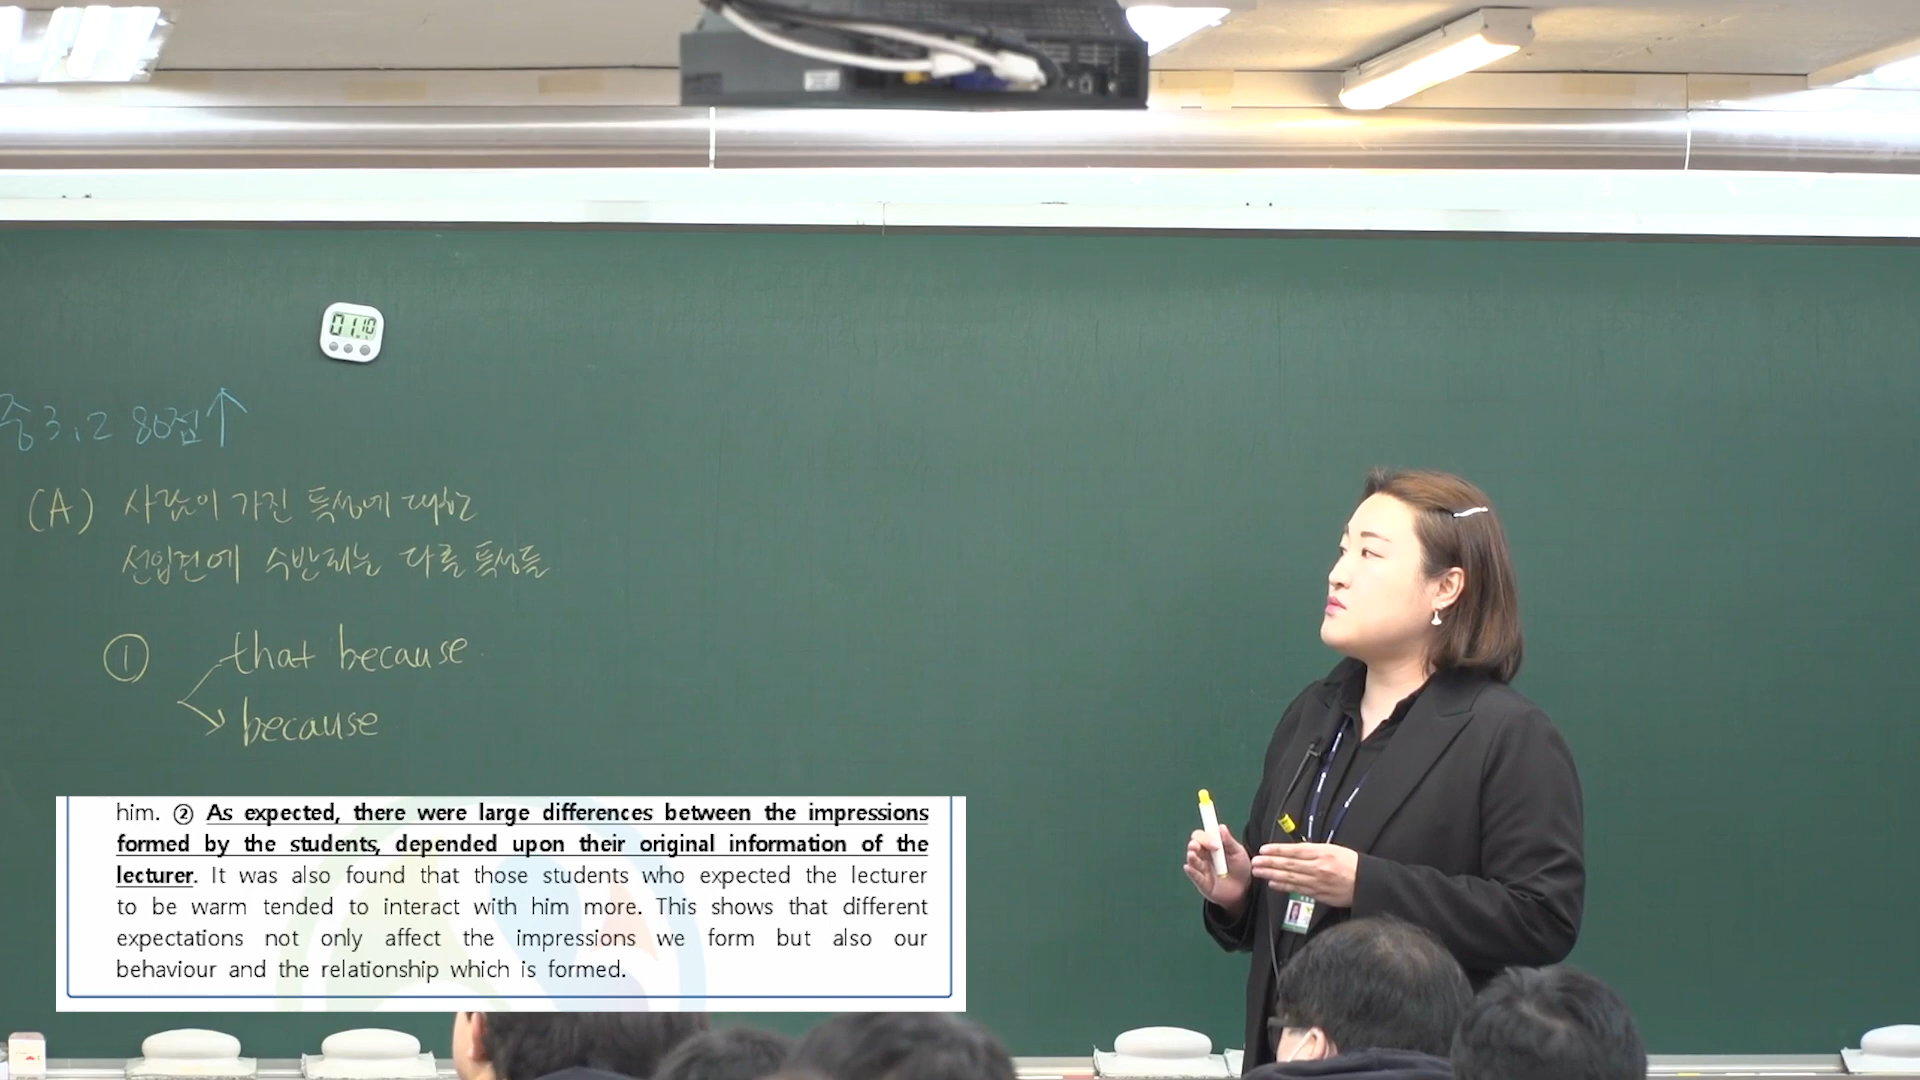 01:10
중3,2 80점↑
(A) 사람이 가진 특성에 대한
선입견에 수반되는 다른 특성들
① that because
because
him. ② As expected, there were large differences between the impressions
formed by the students, depended upon their original information of the
lecturer. It was also found that those students who expected the lecturer
to be warm tended to interact with him more. This shows that different
expectations not only affect the impressions we form but also our
behaviour and the relationship which is formed.